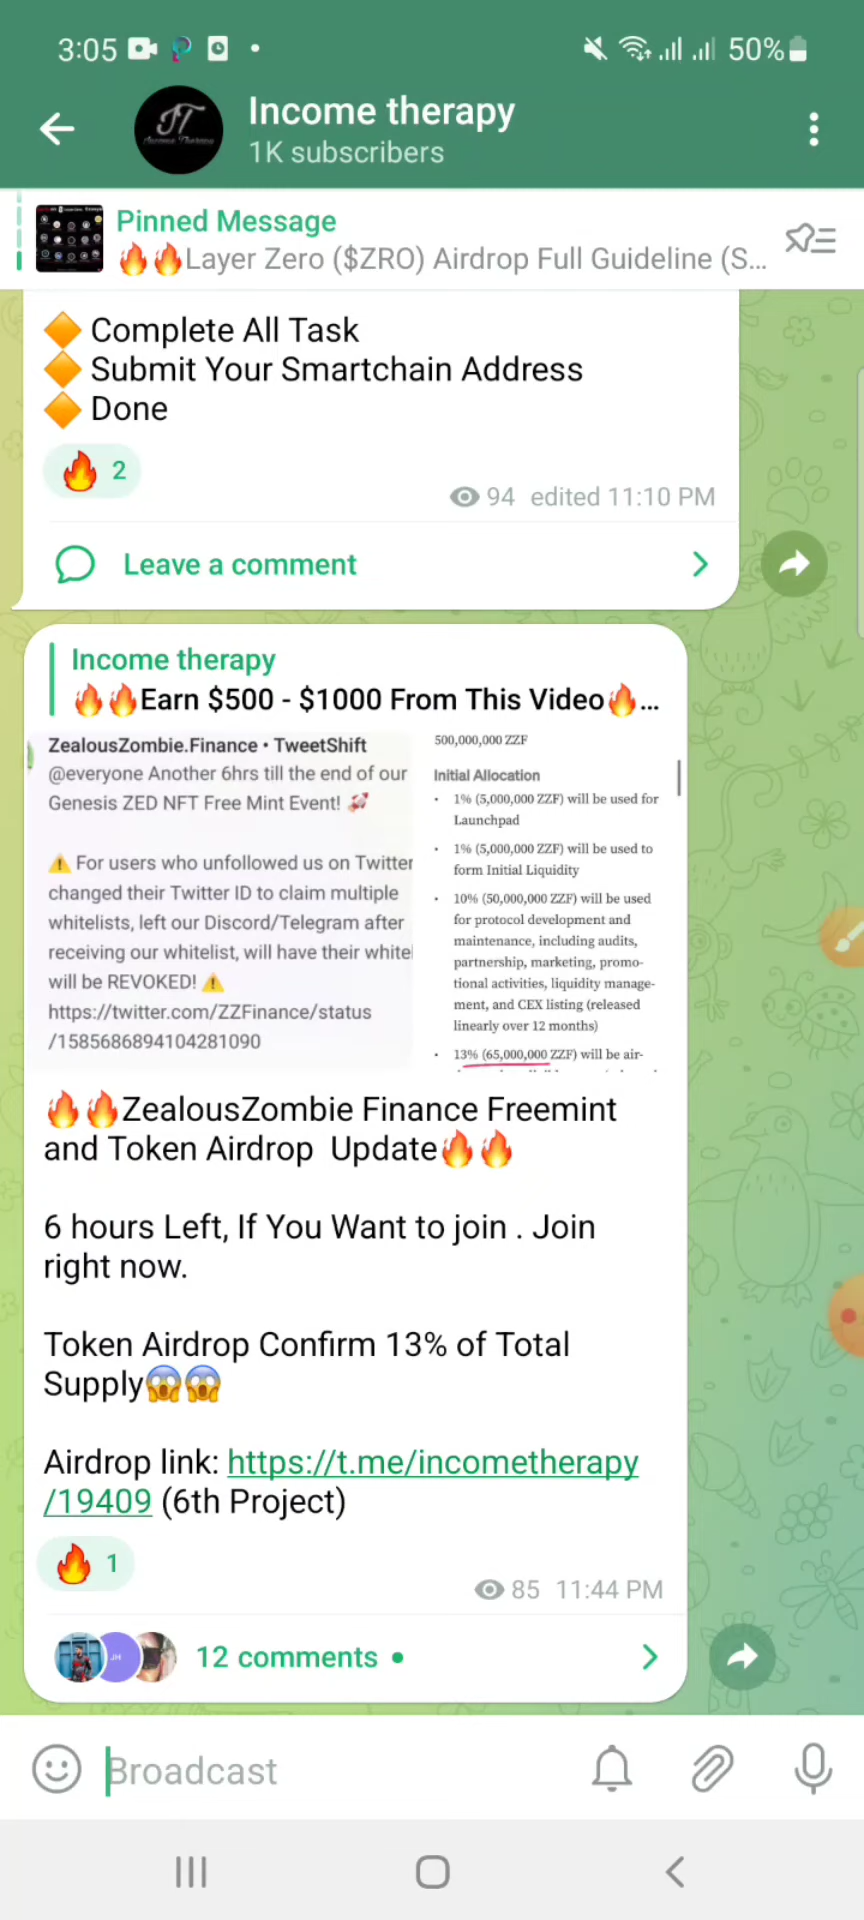 3:05
50%
Income therapy
1K subscribers
Pinned Message
🔥🔥Layer Zero ($ZRO) Airdrop Full Guideline (S...
🔶 Complete All Task
🔶 Submit Your Smartchain Address
🔶 Done
🔥 2
94 edited 11:10 PM
Leave a comment
Income therapy
🔥🔥Earn $500 - $1000 From This Video🔥...
ZealousZombie.Finance • TweetShift
@everyone Another 6hrs till the end of our
Genesis ZED NFT Free Mint Event! 🚀
⚠️ For users who unfollowed us on Twitter
changed their Twitter ID to claim multiple
whitelists, left our Discord/Telegram after
receiving our whitelist, will have their white
will be REVOKED! ⚠️
https://twitter.com/ZZFinance/status
/1585686894104281090
500,000,000 ZZF
Initial Allocation
• 1% (5,000,000 ZZF) will be used for
Launchpad
• 1% (5,000,000 ZZF) will be used to
form Initial Liquidity
• 10% (50,000,000 ZZF) will be used
for protocol development and
maintenance, including audits,
partnership, marketing, promo-
tional activities, liquidity manage-
ment, and CEX listing (released
linearly over 12 months)
• 13% (65,000,000 ZZF) will be air-
🔥🔥ZealousZombie Finance Freemint
and Token Airdrop Update🔥🔥
6 hours Left, If You Want to join . Join
right now.
Token Airdrop Confirm 13% of Total
Supply😱😱
Airdrop link: https://t.me/incometherapy
/19409 (6th Project)
🔥 1
85 11:44 PM
JH
12 comments
Broadcast